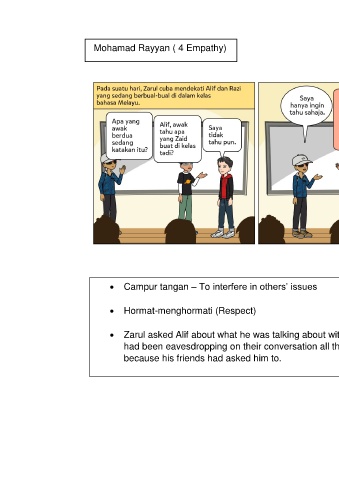 Mohamad Rayyan ( 4 Empathy)
Pada suatu hari, Zarul cuba mendekati Alif dan Razi
yang sedang berbual-bual di dalam kelas
bahasa Melayu.
Apa yang
awak
berdua
sedang
katakan itu?
Alif, awak
tahu apa
yang Zaid
buat di kelas
tadi?
Saya
tidak
tahu pun.
Saya
hanya ingin
tahu sahaja.
• Campur tangan – To interfere in others' issues
• Hormat-menghormati (Respect)
• Zarul asked Alif about what he was talking about wit
had been eavesdropping on their conversation all th
because his friends had asked him to.